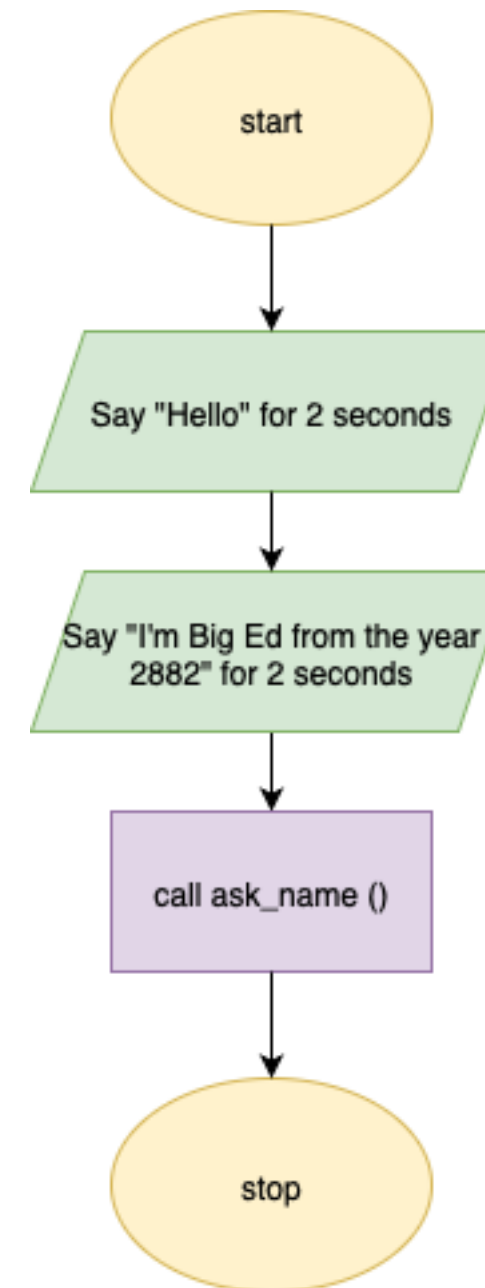 start
Say "Hello" for 2 seconds
Say "I'm Big Ed from the year
2882" for 2 seconds
call ask_name ()
stop